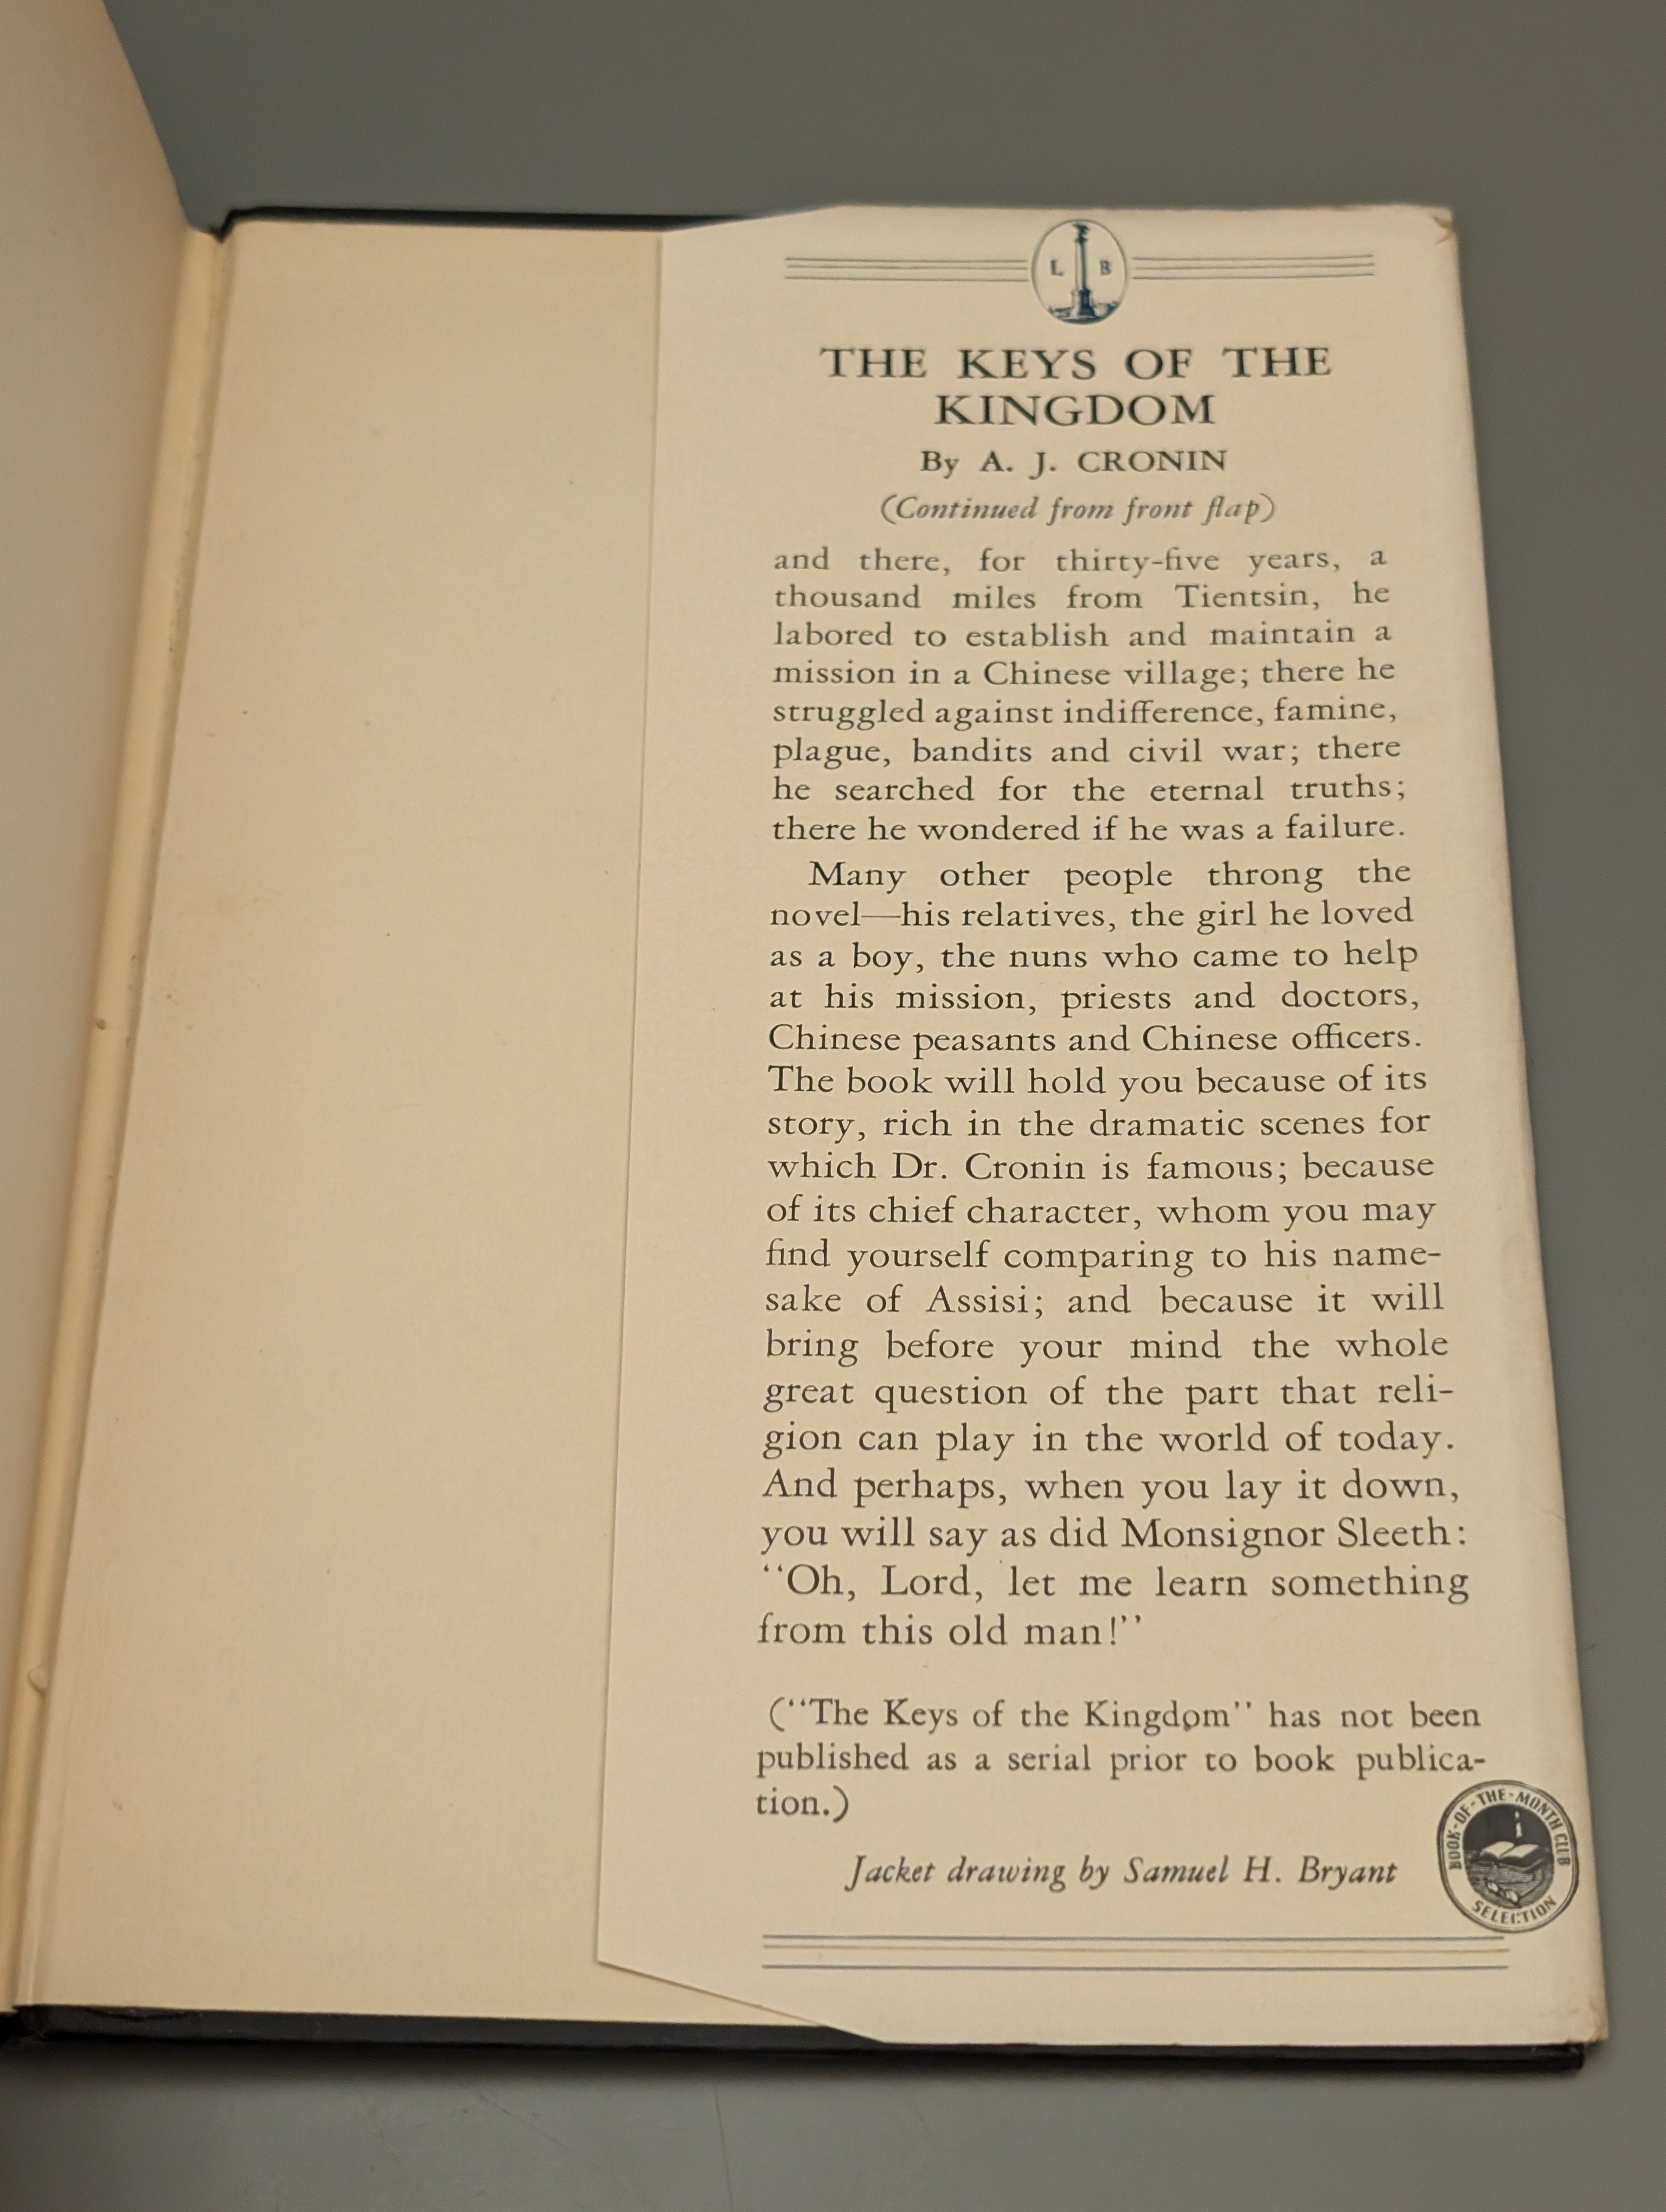 L B
THE KEYS OF THE
KINGDOM
By A. J. CRONIN
(Continued from front flap)
and there, for thirty-five years, a
thousand miles from Tientsin, he
labored to establish and maintain a
mission in a Chinese village; there he
struggled against indifference, famine,
plague, bandits and civil war; there
he searched for the eternal truths;
there he wondered if he was a failure.
Many other people throng the
novel—his relatives, the girl he loved
as a boy, the nuns who came to help
at his mission, priests and doctors,
Chinese peasants and Chinese officers.
The book will hold you because of its
story, rich in the dramatic scenes for
which Dr. Cronin is famous; because
of its chief character, whom you may
find yourself comparing to his name-
sake of Assisi; and because it will
bring before your mind the whole
great question of the part that reli-
gion can play in the world of today.
And perhaps, when you lay it down,
you will say as did Monsignor Sleeth:
“Oh, Lord, let me learn something
from this old man!”
(“The Keys of the Kingdom” has not been
published as a serial prior to book publica-
tion.)
Jacket drawing by Samuel H. Bryant
BOOK-OF-THE-MONTH CLUB
SELECTION